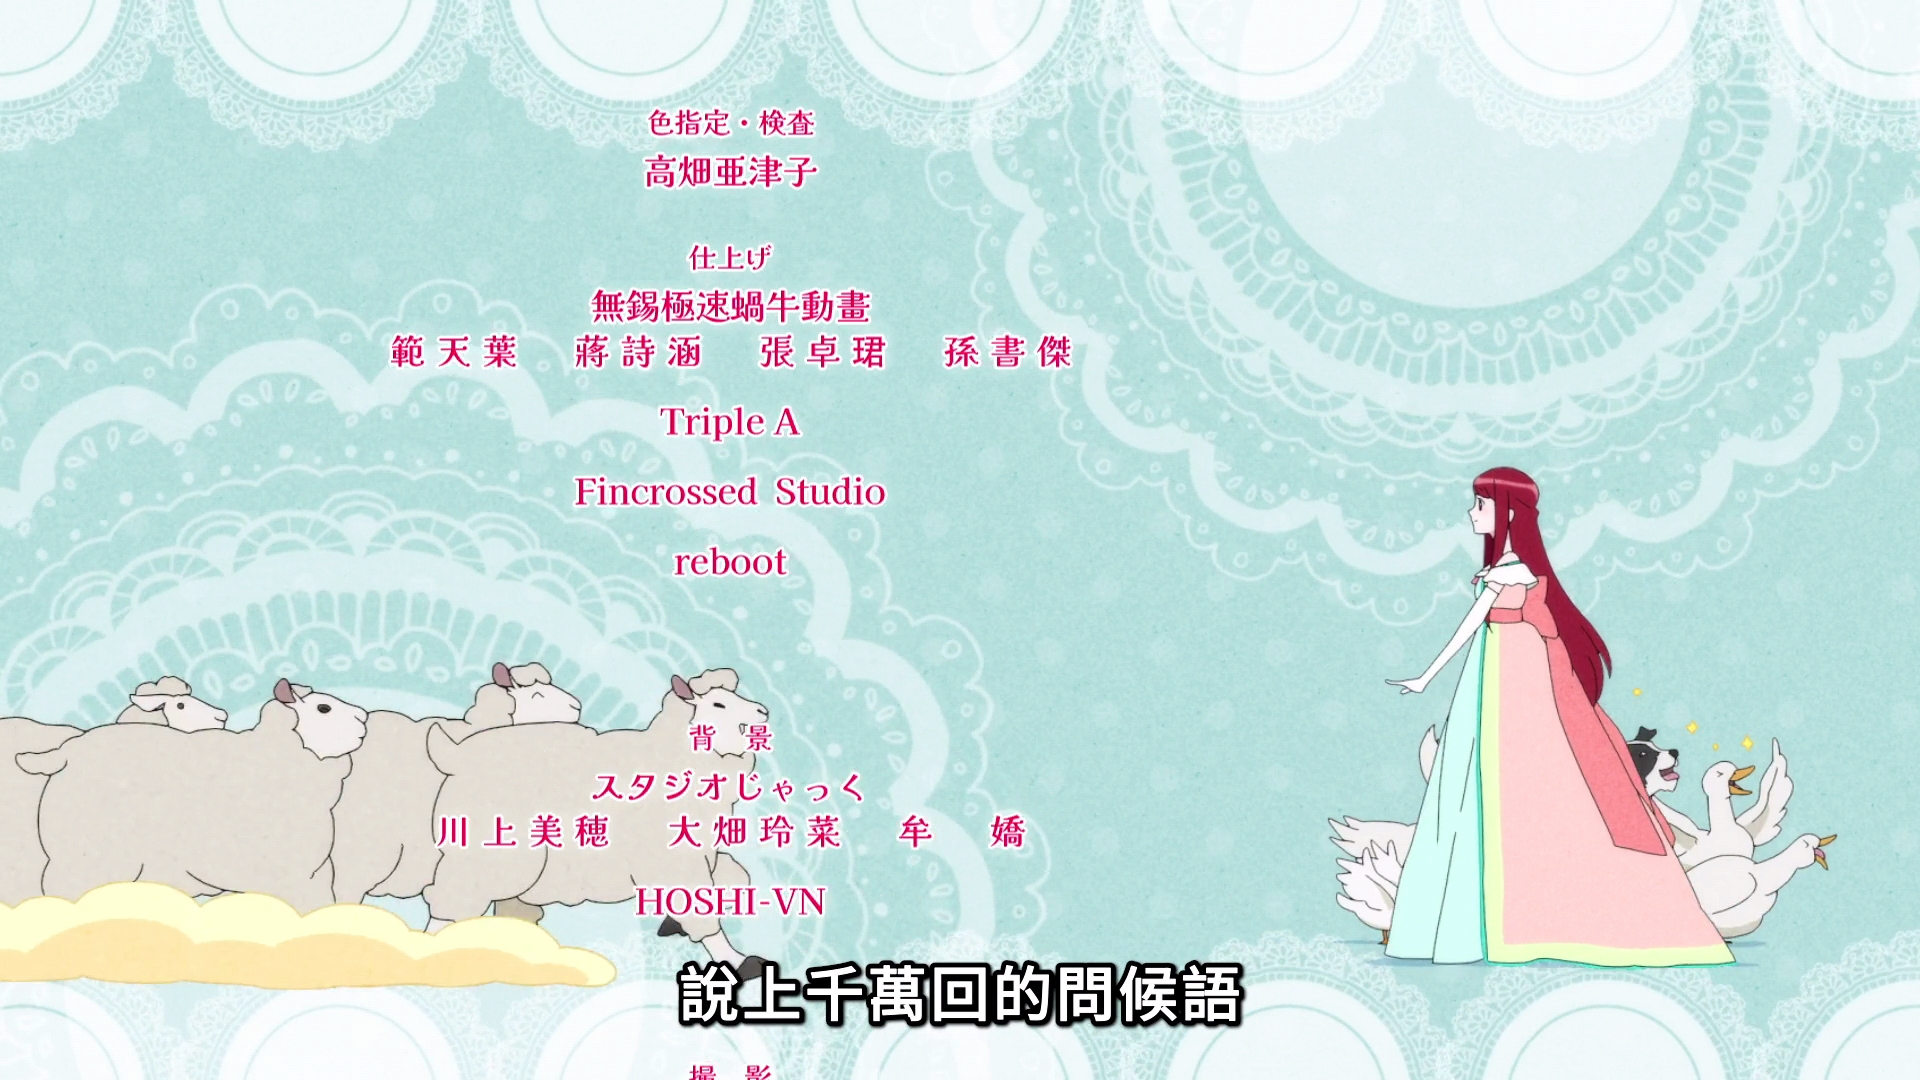 色指定・検査
高畑亜津子
仕上げ
無錫極速蝸牛動畫
範天葉 蔣詩涵 張卓珺 孫書傑
Triple A
Fincrossed Studio
reboot
背 景
スタジオじゃっく
川上美穂 大畑玲菜 牟 嬌
HOSHI-VN
說上千萬回的問候語
撮 影